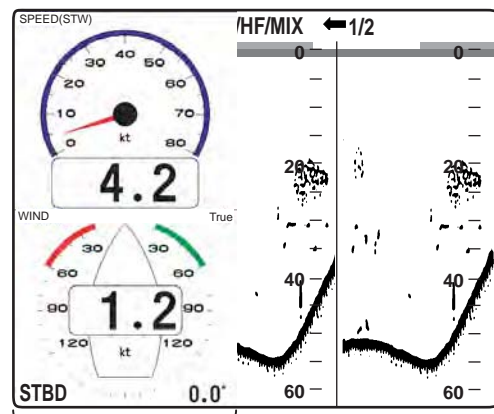 SPEED(STW)
/HF/MIX ←1/2
40
30 50
20 60
10 70
0 kt 80
4.2
WIND True
30 30
60 60
90 90
1.2
120 120
kt
STBD 0.0°
0 0
20 20
40 40
60 60